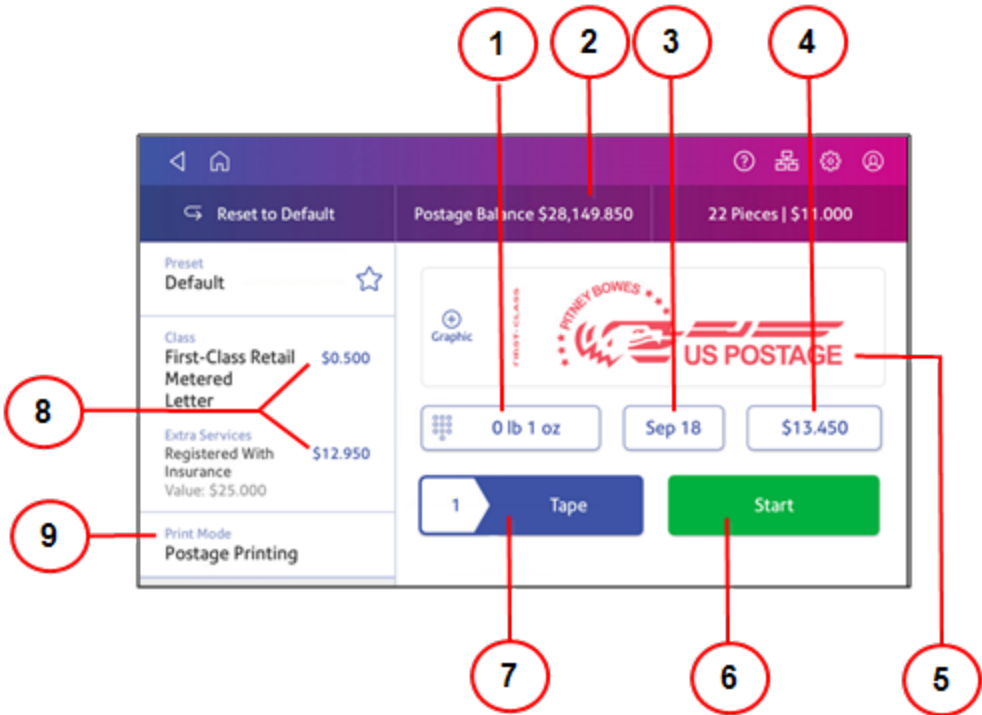 1 2 3 4
Reset to Default Postage Balance $28,149.850 22 Pieces | $11.000
Preset
Default
Class
First-Class Retail $0.500
Metered
Letter
Extra Services
Registered With $12.950
Insurance
Value: $25.000
Print Mode
Postage Printing
Graphic
FIRST-CLASS
PITNEY BOWES
US POSTAGE
0 lb 1 oz Sep 18 $13.450
1 Tape Start
8
9
7 6 5